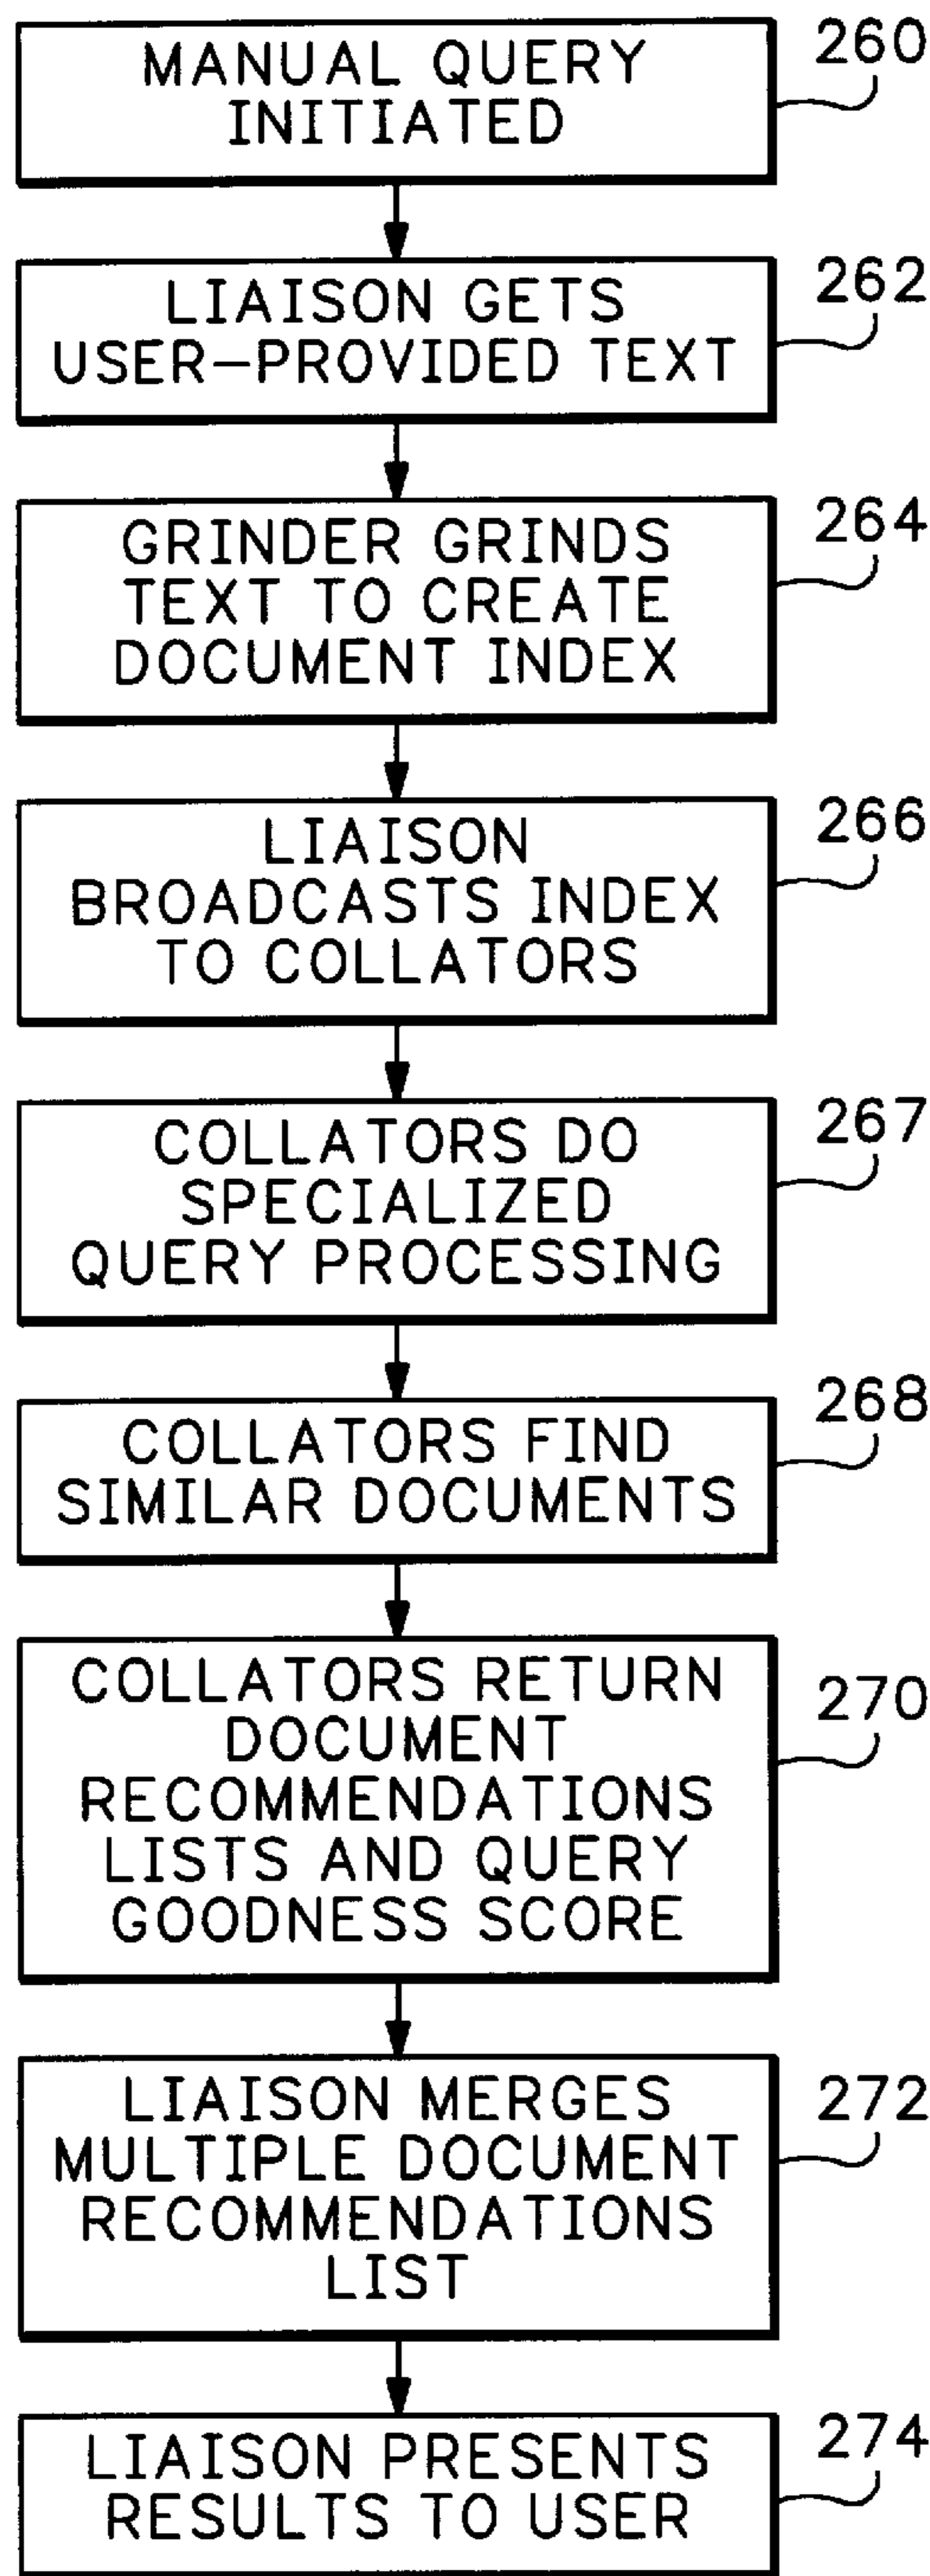 MANUAL QUERY
INITIATED
260
LIAISON GETS
USER-PROVIDED TEXT
262
GRINDER GRINDS
TEXT TO CREATE
DOCUMENT INDEX
264
LIAISON
BROADCASTS INDEX
TO COLLATORS
266
COLLATORS DO
SPECIALIZED
QUERY PROCESSING
267
COLLATORS FIND
SIMILAR DOCUMENTS
268
COLLATORS RETURN
DOCUMENT
RECOMMENDATIONS
LISTS AND QUERY
GOODNESS SCORE
270
LIAISON MERGES
MULTIPLE DOCUMENT
RECOMMENDATIONS
LIST
272
LIAISON PRESENTS
RESULTS TO USER
274